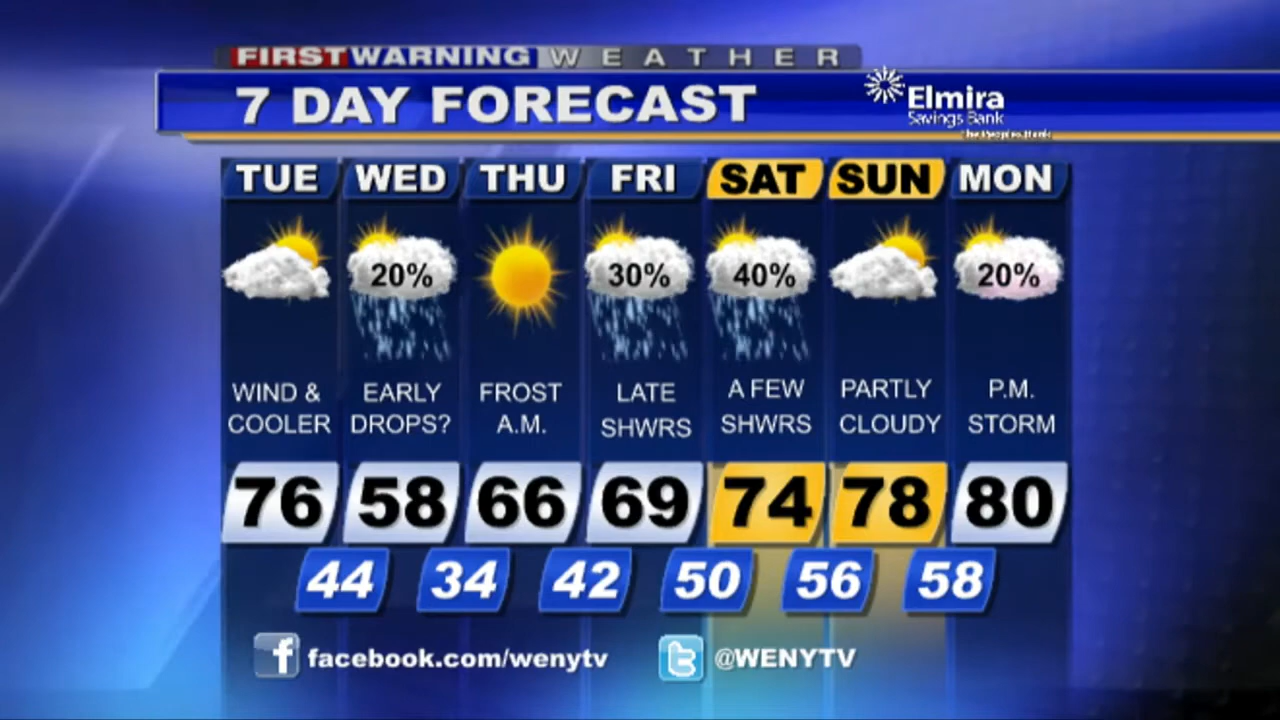 FIRST WARNING WEATHER
7 DAY FORECAST
Elmira
Savings Bank
TUE WED THU FRI SAT SUN MON
20% 30% 40% 20%
WIND & EARLY FROST LATE A FEW PARTLY P.M.
COOLER DROPS? A.M. SHWRS SHWRS CLOUDY STORM
76 58 66 69 74 78 80
44 34 42 50 56 58
f facebook.com/wenytv t @WENYTV